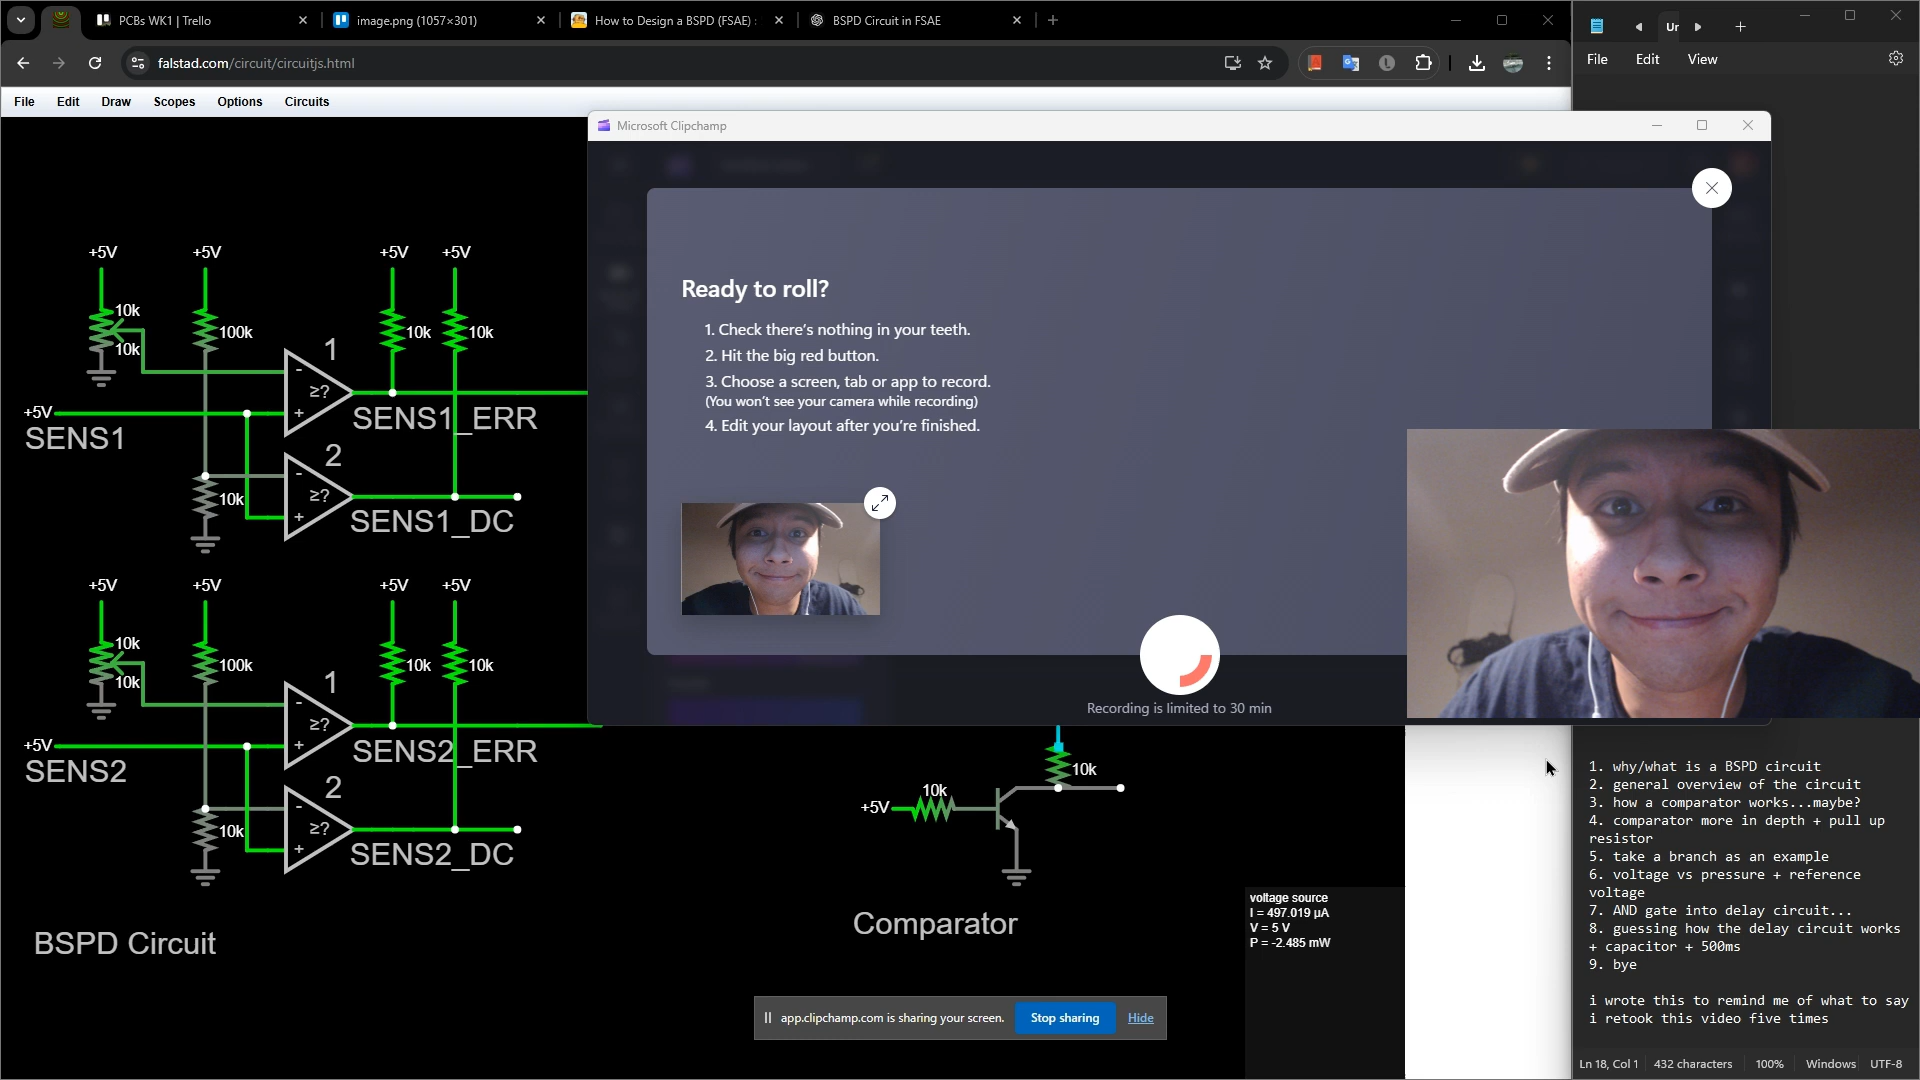 PCBs WK1 | Trello
image.png (1057×301)
How to Design a BSPD (FSAE)
BSPD Circuit in FSAE
Ur
falstad.com/circuit/circuitjs.html
L
File Edit View
File Edit Draw Scopes Options Circuits
Microsoft Clipchamp
Ready to roll?
1. Check there's nothing in your teeth.
2. Hit the big red button.
3. Choose a screen, tab or app to record.
(You won't see your camera while recording)
4. Edit your layout after you're finished.
Recording is limited to 30 min
+5V +5V +5V +5V
10k
100k 10k 10k
10k
1
-
≥?
+
+5V
SENS1
SENS1_ERR
2
-
≥?
10k
+
SENS1_DC
+5V +5V +5V +5V
10k
100k 10k 10k
10k
1
-
≥?
+
+5V
SENS2
SENS2_ERR
2
-
≥?
10k
+
SENS2_DC
BSPD Circuit
10k
10k
+5V
Comparator
voltage source
I = 497.019 μA
V = 5 V
P = -2.485 mW
app.clipchamp.com is sharing your screen.
Stop sharing
Hide
1. why/what is a BSPD circuit
2. general overview of the circuit
3. how a comparator works...maybe?
4. comparator more in depth + pull up
resistor
5. take a branch as an example
6. voltage vs pressure + reference
voltage
7. AND gate into delay circuit...
8. guessing how the delay circuit works
+ capacitor + 500ms
9. bye
i wrote this to remind me of what to say
i retook this video five times
Ln 18, Col 1 432 characters 100% Windows UTF-8